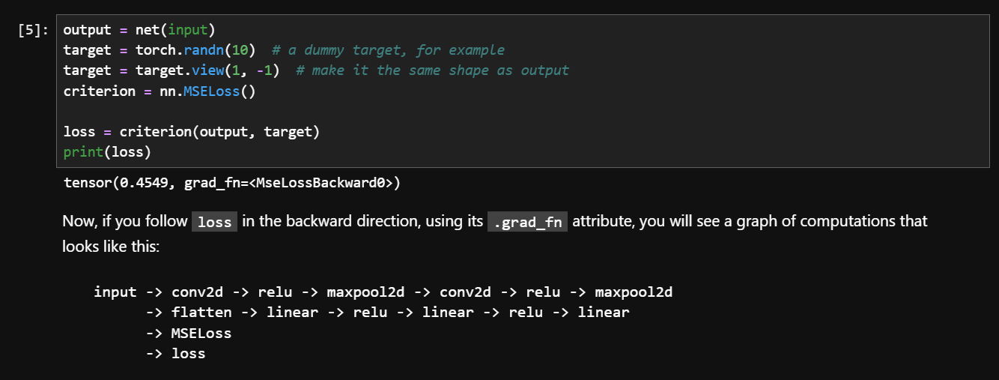 [5]: output = net(input)
target = torch.randn(10)  # a dummy target, for example
target = target.view(1, -1)  # make it the same shape as output
criterion = nn.MSELoss()

loss = criterion(output, target)
print(loss)
tensor(0.4549, grad_fn=<MseLossBackward0>)
Now, if you follow loss in the backward direction, using its .grad_fn attribute, you will see a graph of computations that
looks like this:
input -> conv2d -> relu -> maxpool2d -> conv2d -> relu -> maxpool2d
      -> flatten -> linear -> relu -> linear -> relu -> linear
      -> MSELoss
      -> loss